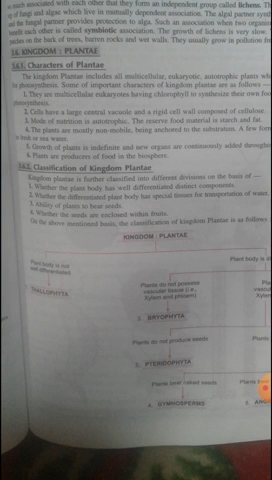 so much associated with each other that they form an independent group called lichens. Th
up of fungi and algae which live in mutually dependent association. The algal partner synth
and the fungal partner provides protection to alga. Such an association when two organis
benefit each other is called symbiotic association. The growth of lichens is very slow.
patches on the bark of trees, barren rocks and wet walls. They usually grow in pollution fre
5.6. KINGDOM : PLANTAE
5.6.1. Characters of Plantae
The kingdom Plantae includes all multicellular, eukaryotic, autotrophic plants wh
by photosynthesis. Some of important characters of kingdom plantae are as follows —
1. They are multicellular eukaryotes having chlorophyll to synthesize their own foo
photosynthesis.
2. Cells have a large central vacuole and a rigid cell wall composed of cellulose.
3. Mode of nutrition is autotrophic. The reserve food material is starch and fat.
4. The plants are mostly non-mobile, being anchored to the substratum. A few form
in fresh or sea water.
5. Growth of plants is indefinite and new organs are continuously added througho
6. Plants are producers of food in the biosphere.
5.6.2. Classification of Kingdom Plantae
Kingdom plantae is further classified into different divisions on the basis of —
1. Whether the plant body has well differentiated distinct components.
2. Whether the differentiated plant body has special tissues for transportation of water,
3. Ability of plants to bear seeds.
4. Whether the seeds are enclosed within fruits.
On the above mentioned basis, the classification of kingdom Plantae is as follows
KINGDOM : PLANTAE
Plant body is not
well differentiated
Plant body is di
THALLOPHYTA
Plants do not possess
vascular tissue (i.e.,
Xylem and phloem)
Pla
vascul
Xylem
2. BRYOPHYTA
Plants do not produce seeds
Plants
3. PTERIDOPHYTA
Plants bear naked seeds
Plants
4. GYMNOSPERMS
5. ANGI